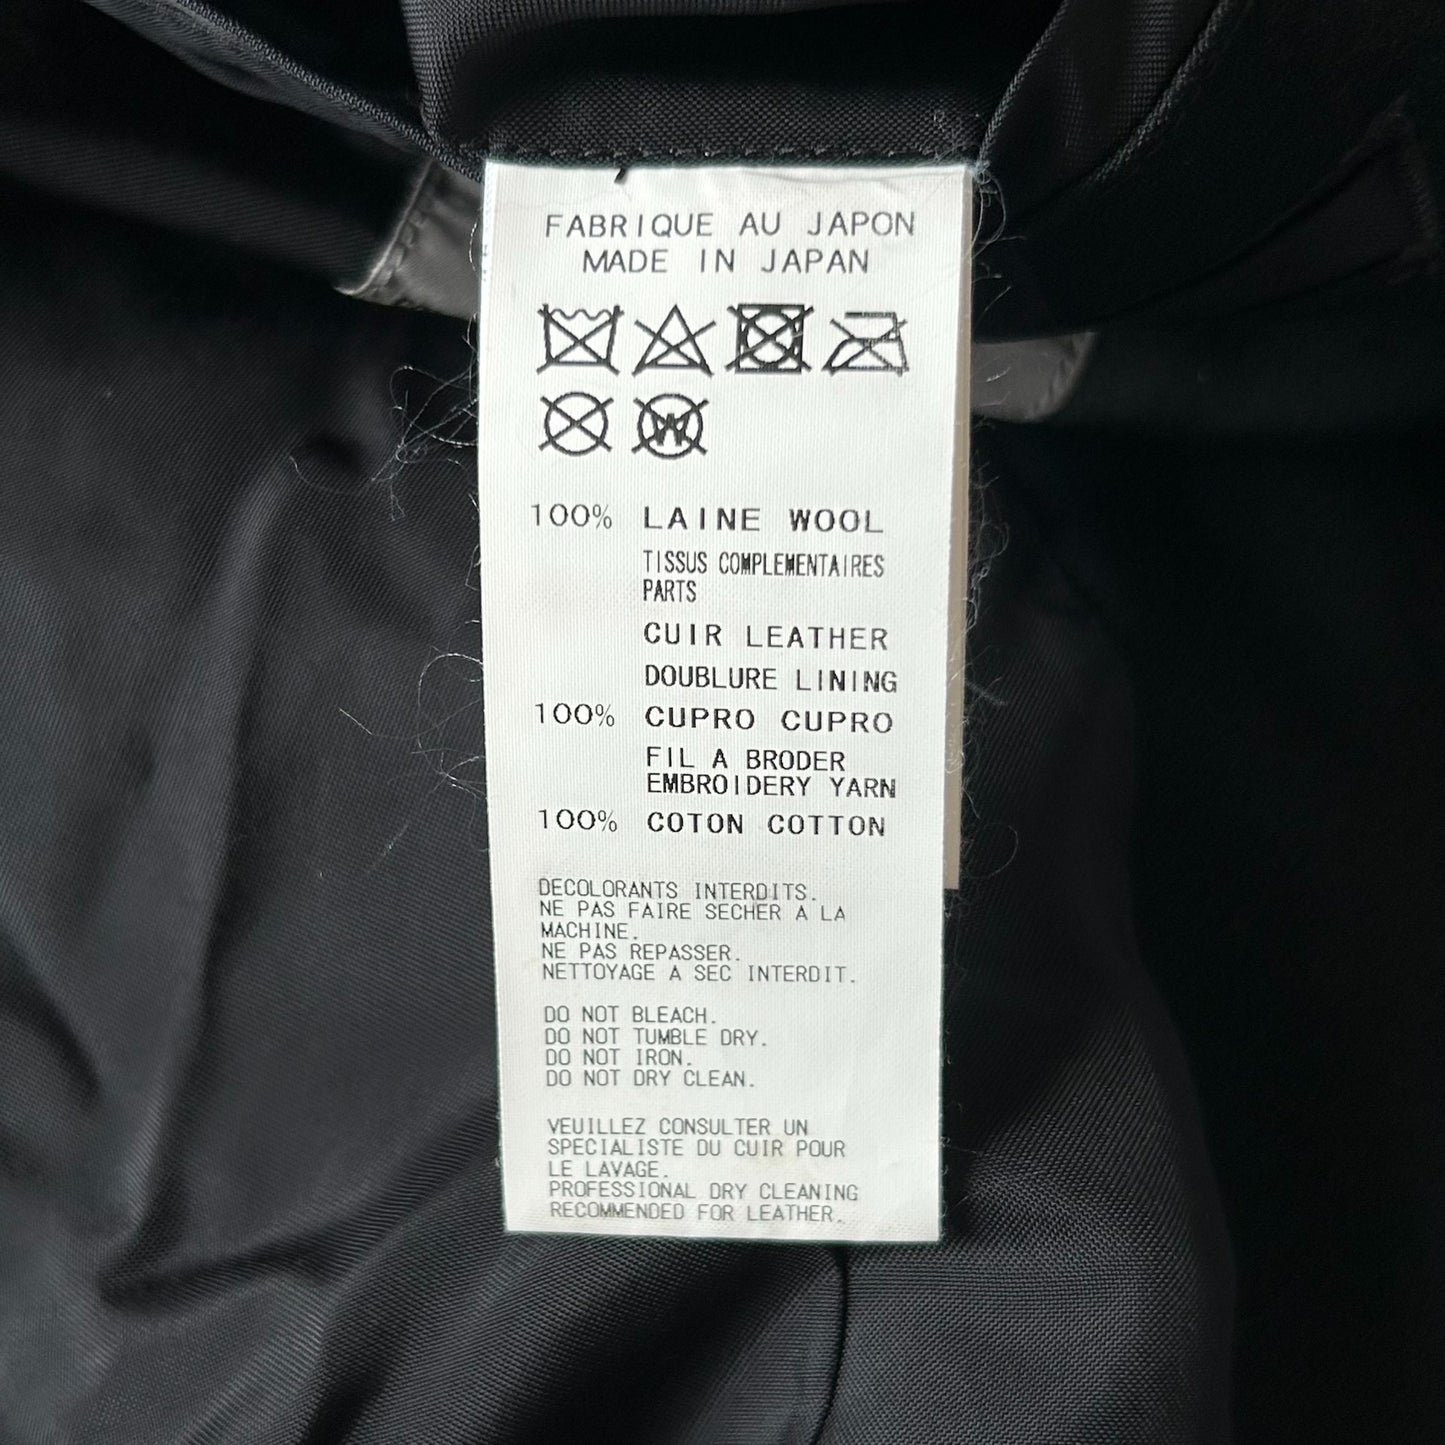 FABRIQUE AU JAPON
MADE IN JAPAN
W
100% LAINE WOOL
TISSUS COMPLEMENTAIRES
PARTS
CUIR LEATHER
DOUBLURE LINING
100% CUPRO CUPRO
FIL A BRODER
EMBROIDERY YARN
100% COTON COTTON
DECOLORANTS INTERDITS.
NE PAS FAIRE SECHER A LA
MACHINE.
NE PAS REPASSER.
NETTOYAGE A SEC INTERDIT.
DO NOT BLEACH.
DO NOT TUMBLE DRY.
DO NOT IRON.
DO NOT DRY CLEAN.
VEUILLEZ CONSULTER UN
SPECIALISTE DU CUIR POUR
LE LAVAGE.
PROFESSIONAL DRY CLEANING
RECOMMENDED FOR LEATHER.